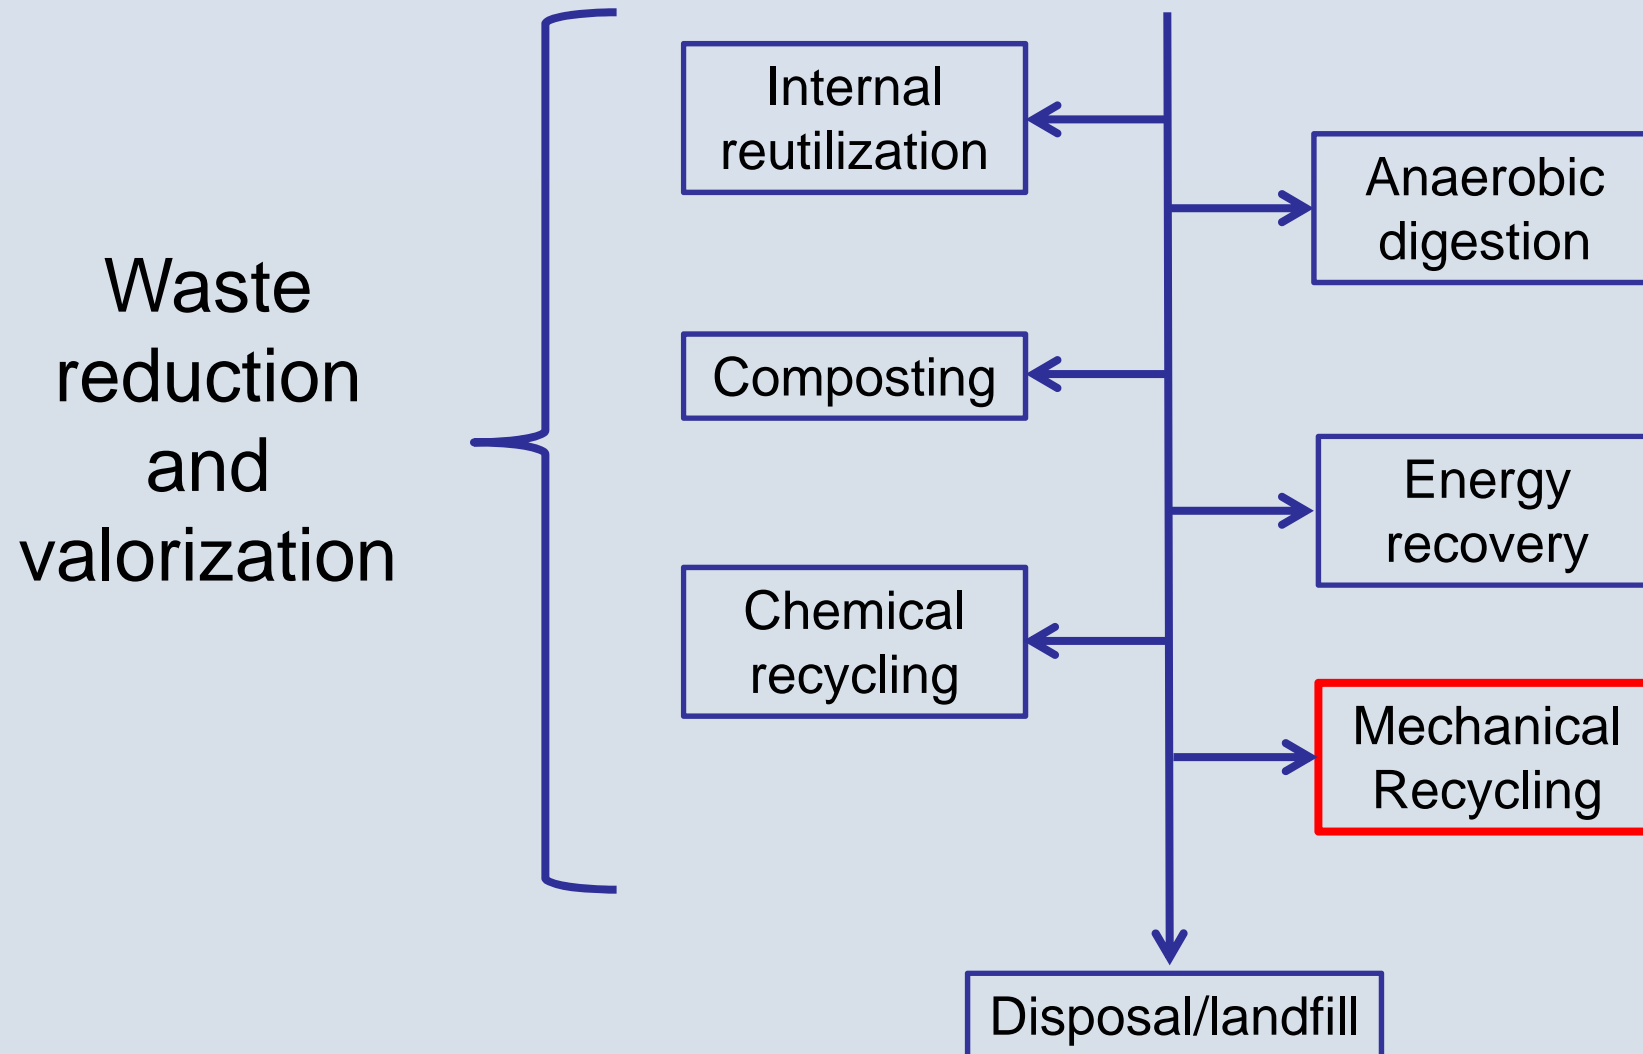 Waste
reduction
and
valorization
Internal
reutilization
Anaerobic
digestion
Composting
Energy
recovery
Chemical
recycling
Mechanical
Recycling
Disposal/landfill